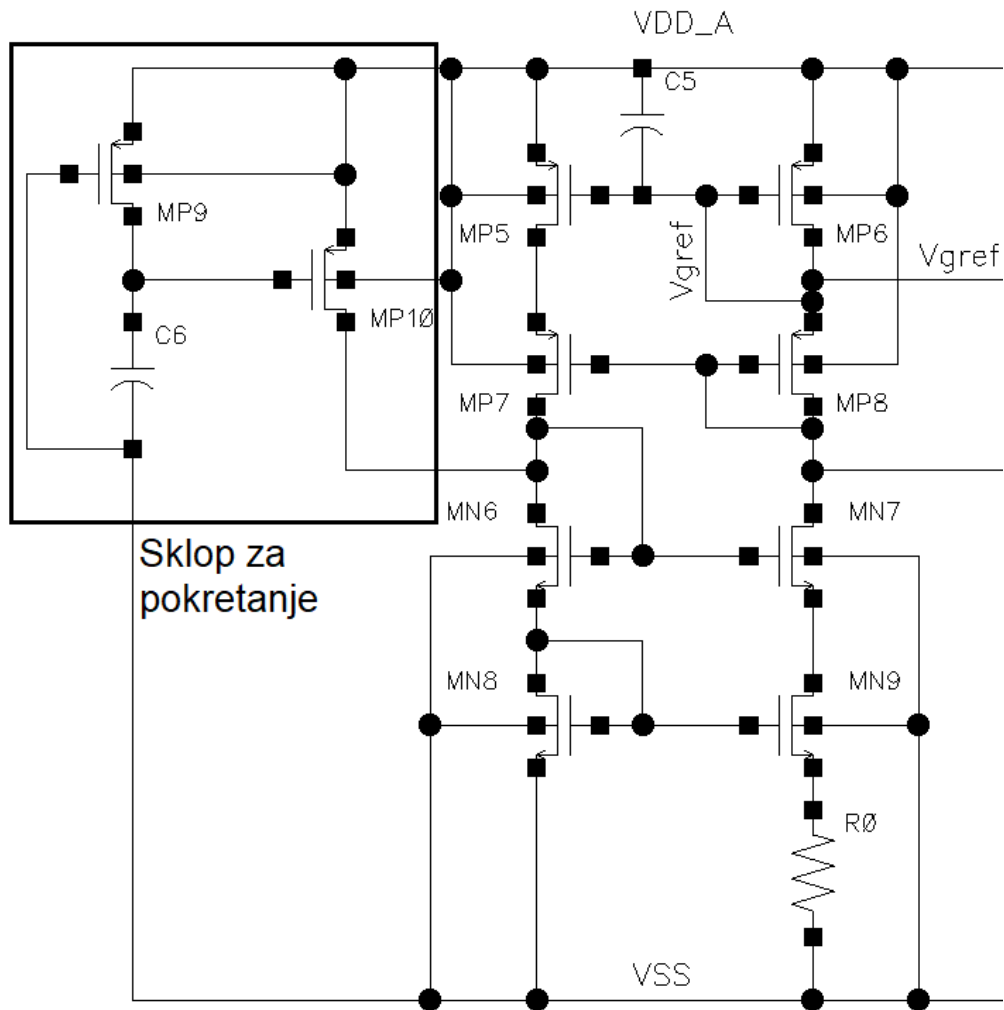 VDD_A
C5
MP9
MP5
Vgref
MP6
Vgref
MP10
C6
MP7
MP8
MN6
MN7
Sklop za
pokretanje
MN8
MN9
RØ
VSS